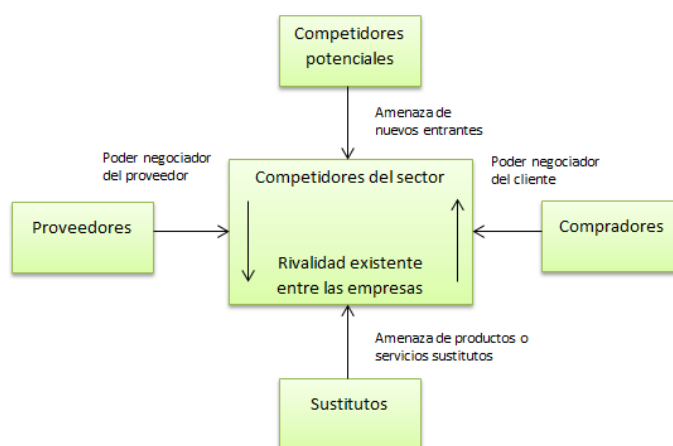 Competidores
potenciales
Amenaza de
nuevos entrantes
Poder negociador
del proveedor
Competidores del sector
Poder negociador
del cliente
Proveedores
Compradores
Rivalidad existente
entre las empresas
Amenaza de productos o
servicios sustitutos
Sustitutos